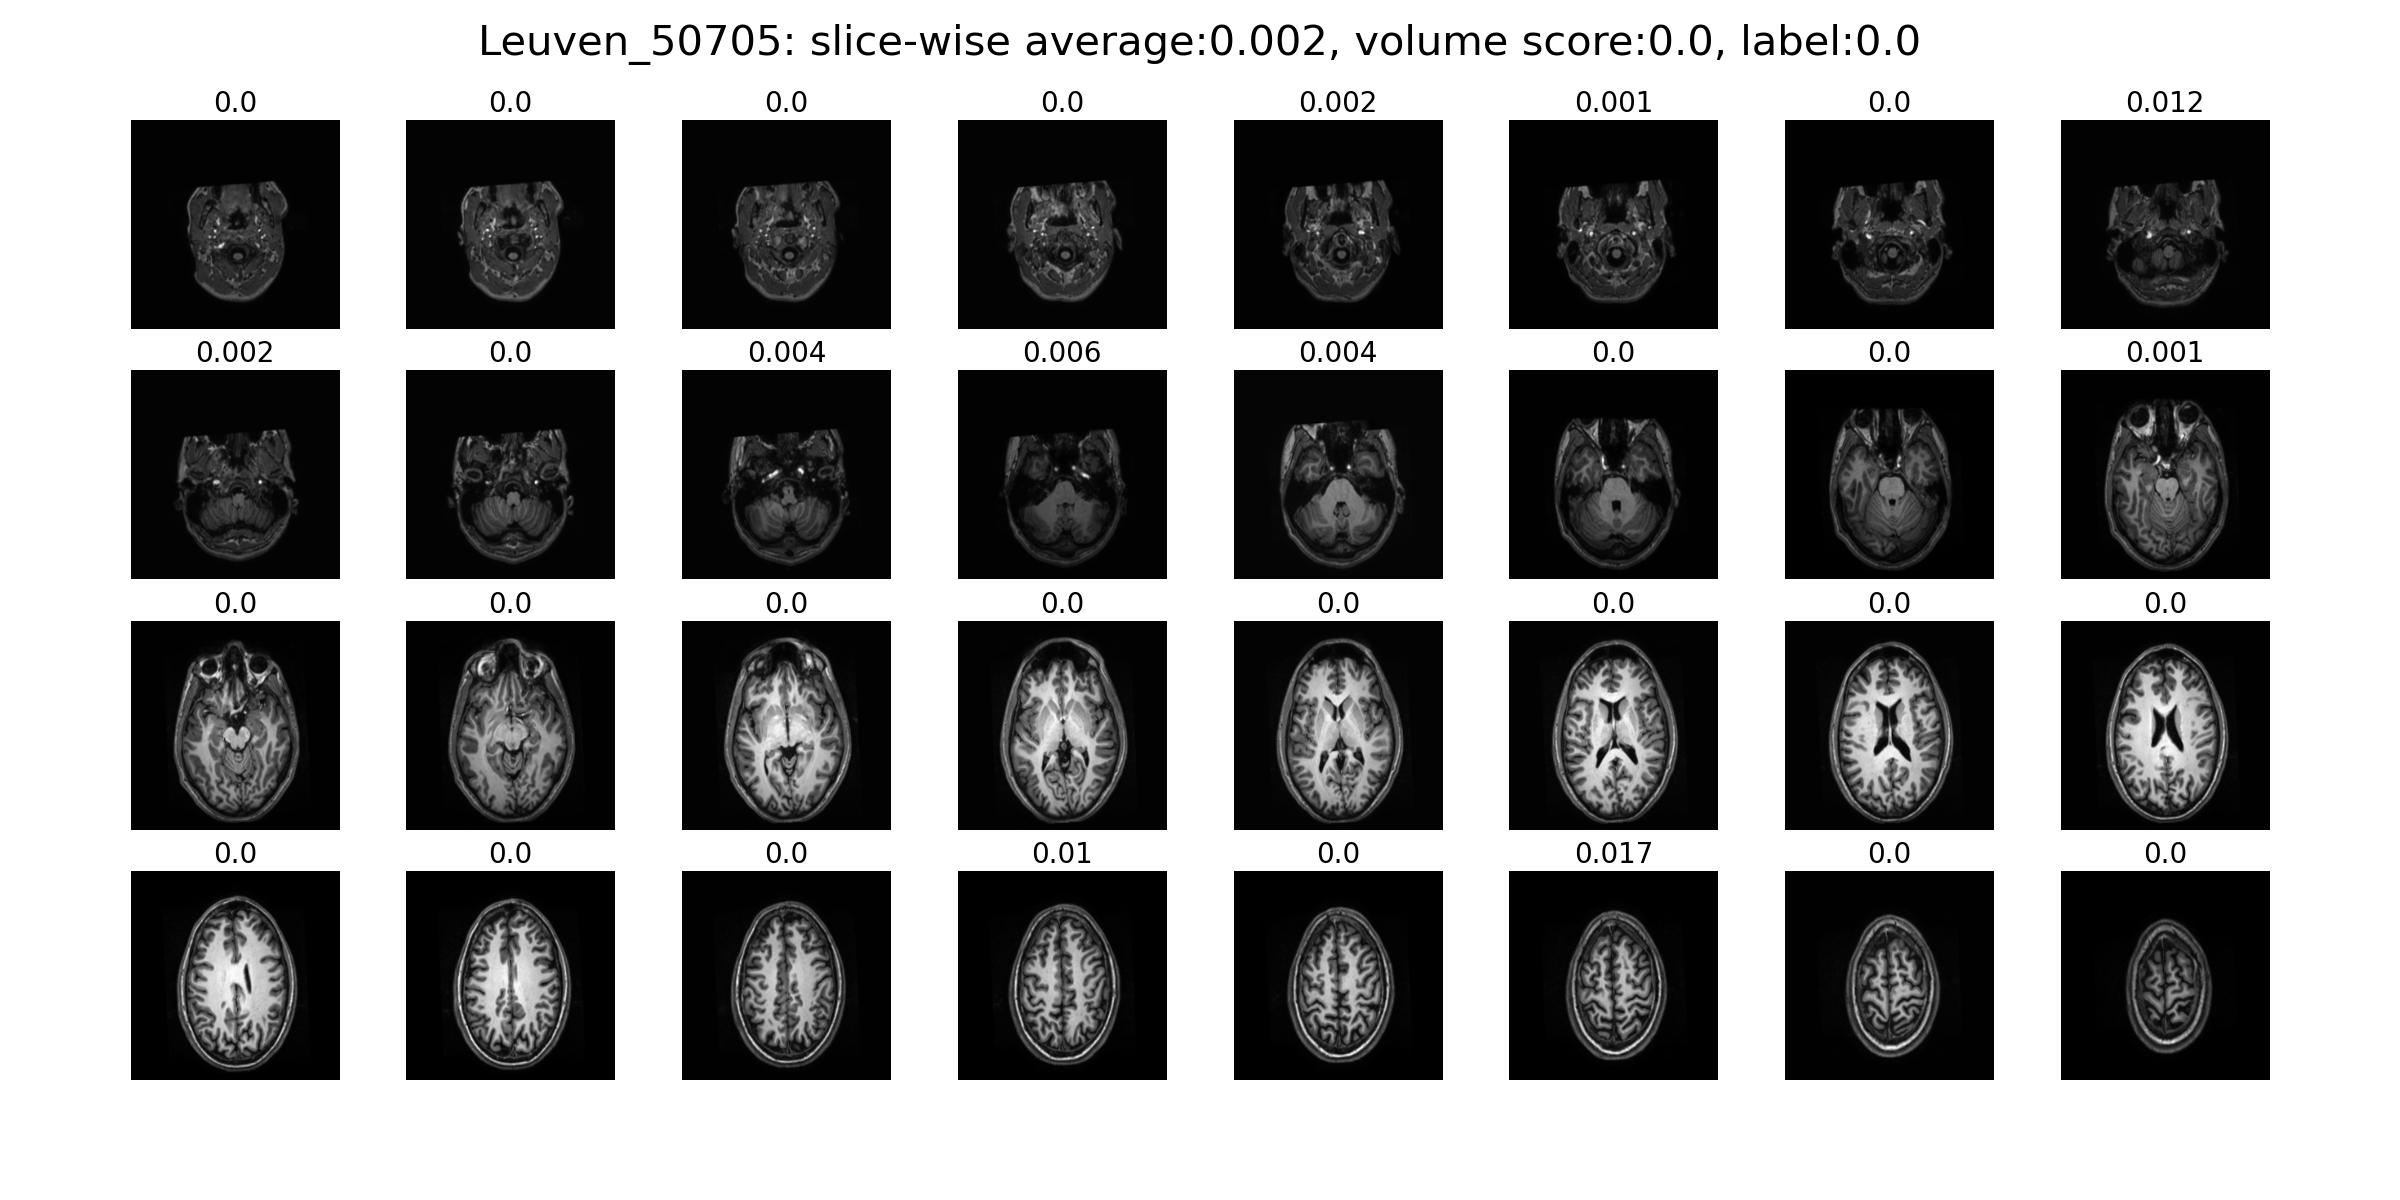 Leuven_50705: slice-wise average:0.002, volume score:0.0, label:0.0
0.0 0.0 0.0 0.0 0.002 0.001 0.0 0.012
0.002 0.0 0.004 0.006 0.004 0.0 0.0 0.001
0.0 0.0 0.0 0.0 0.0 0.0 0.0 0.0
0.0 0.0 0.0 0.01 0.0 0.017 0.0 0.0